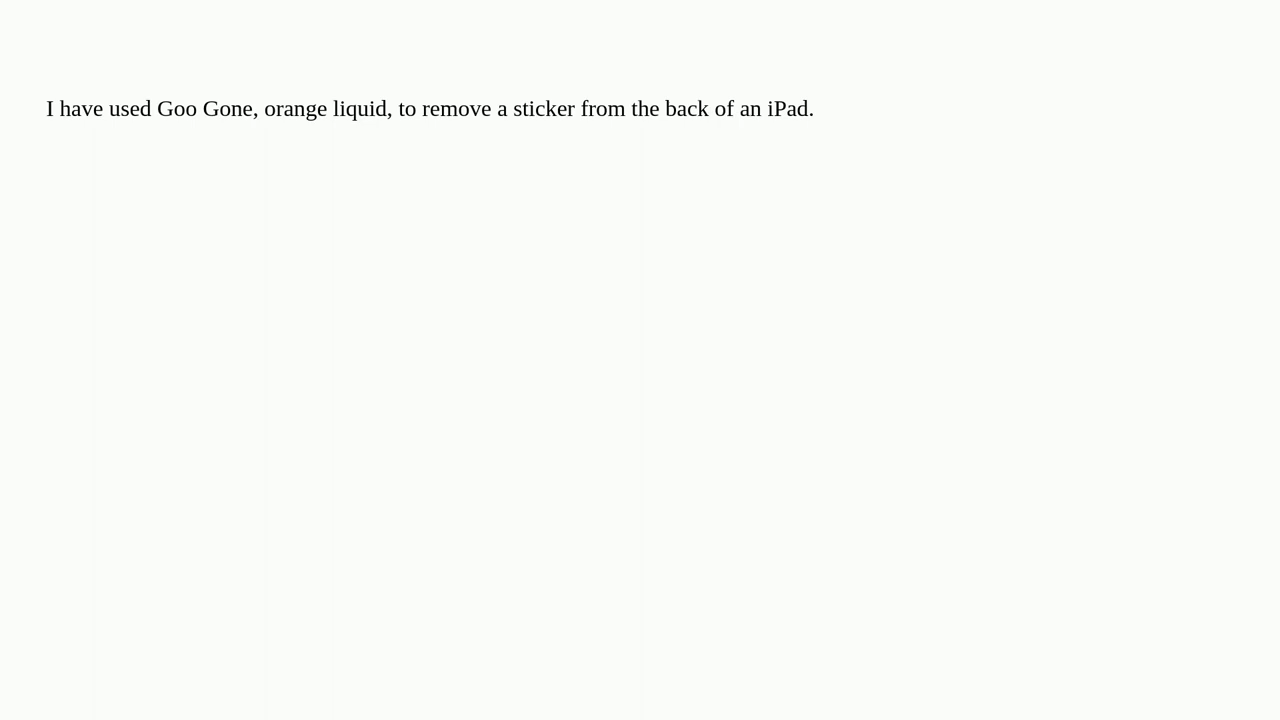 I have used Goo Gone, orange liquid, to remove a sticker from the back of an iPad.